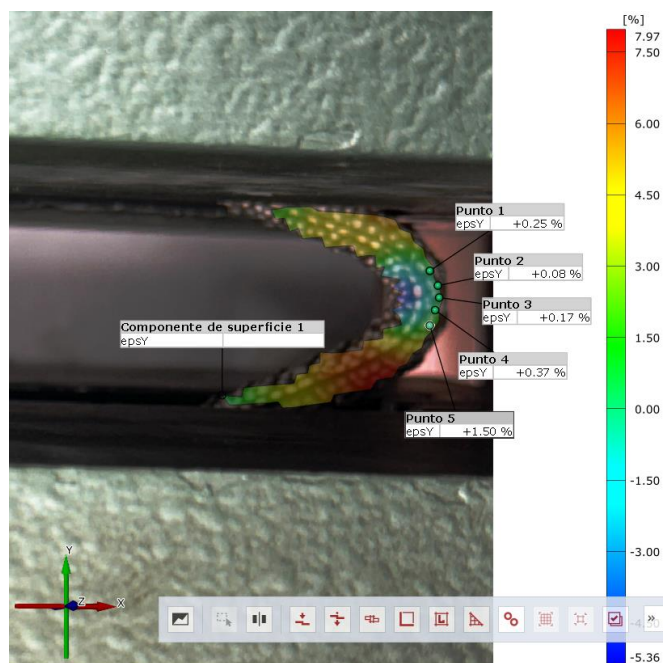 [%]
7.97
7.50
6.00
4.50
3.00
1.50
0.00
-1.50
-3.00
-4.50
-5.36
Punto 1
epsY +0.25 %
Punto 2
epsY +0.08 %
Punto 3
epsY +0.17 %
Componente de superficie 1
epsY
Punto 4
epsY +0.37 %
Punto 5
epsY +1.50 %
Y
Z
X
»